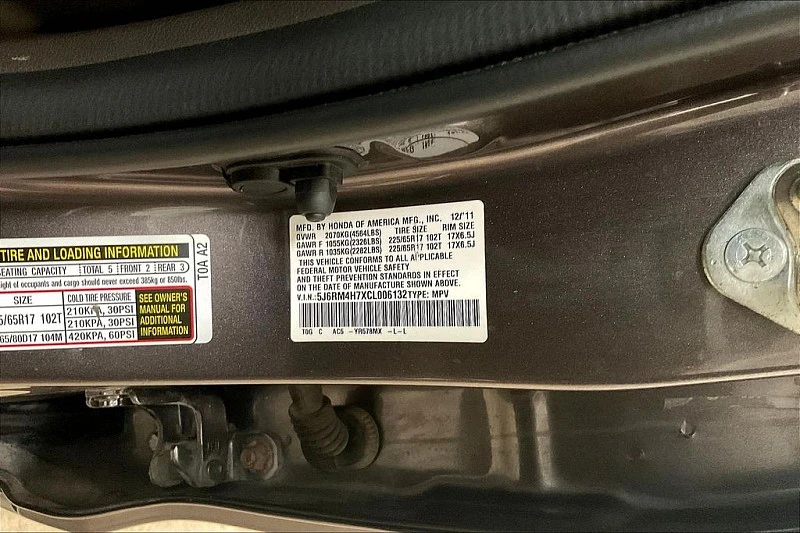 TIRE AND LOADING INFORMATION
SEATING CAPACITY TOTAL 5 FRONT 2 REAR 3
of occupants and cargo should never exceed 385kg or 850lbs.
SIZE COLD TIRE PRESSURE
5/65R17 102T 210KPA, 30PSI
210KPA, 30PSI
65/80D17 104M 420KPA, 60PSI
SEE OWNER'S
MANUAL FOR
ADDITIONAL
INFORMATION
T0A A2
MFD. BY HONDA OF AMERICA MFG., INC. 12/'11
GVWR 2070KG(4564LBS) TIRE SIZE RIM SIZE
GAWR F 1055KG(2326LBS) 225/65R17 102T 17X6.5J
GAWR R 1035KG(2282LBS) 225/65R17 102T 17X6.5J
THIS VEHICLE CONFORMS TO ALL APPLICABLE
FEDERAL MOTOR VEHICLE SAFETY
AND THEFT PREVENTION STANDARDS IN EFFECT
ON THE DATE OF MANUFACTURE SHOWN ABOVE.
V.I.N.: 5J6RM4H7XCL006132 TYPE: MPV
T0G C AC5 -YR578MX -L-L